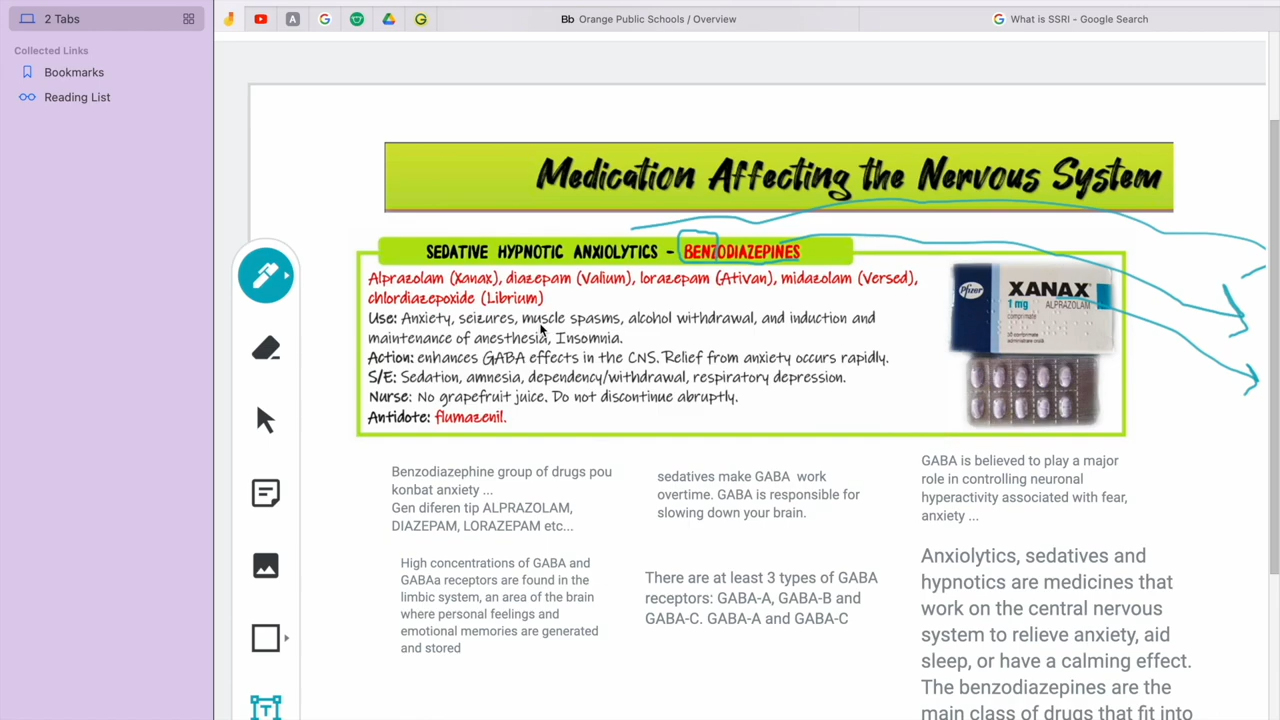 2 Tabs
Collected Links
Bookmarks
Reading List
A
G
Bb Orange Public Schools / Overview
G What is SSRI - Google Search
Medication Affecting the Nervous System
SEDATIVE HYPNOTIC ANXIOLYTICS - BENZODIAZEPINES
Alprazolam (Xanax), diazepam (Valium), lorazepam (Ativan), midazolam (Versed),
chlordiazepoxide (Librium)
Use: Anxiety, seizures, muscle spasms, alcohol withdrawal, and induction and
maintenance of anesthesia, Insomnia.
Action: enhances GABA effects in the CNS. Relief from anxiety occurs rapidly.
S/E: Sedation, amnesia, dependency/withdrawal, respiratory depression.
Nurse: No grapefruit juice. Do not discontinue abruptly.
Antidote: flumazenil.
Pfizer
XANAX
1 mg ALPRAZOLAM
Benzodiazephine group of drugs pou
konbat anxiety ...
Gen diferen tip ALPRAZOLAM,
DIAZEPAM, LORAZEPAM etc...
sedatives make GABA work
overtime. GABA is responsible for
slowing down your brain.
GABA is believed to play a major
role in controlling neuronal
hyperactivity associated with fear,
anxiety ...
High concentrations of GABA and
GABAa receptors are found in the
limbic system, an area of the brain
where personal feelings and
emotional memories are generated
and stored
There are at least 3 types of GABA
receptors: GABA-A, GABA-B and
GABA-C. GABA-A and GABA-C
Anxiolytics, sedatives and
hypnotics are medicines that
work on the central nervous
system to relieve anxiety, aid
sleep, or have a calming effect.
The benzodiazepines are the
main class of drugs that fit into